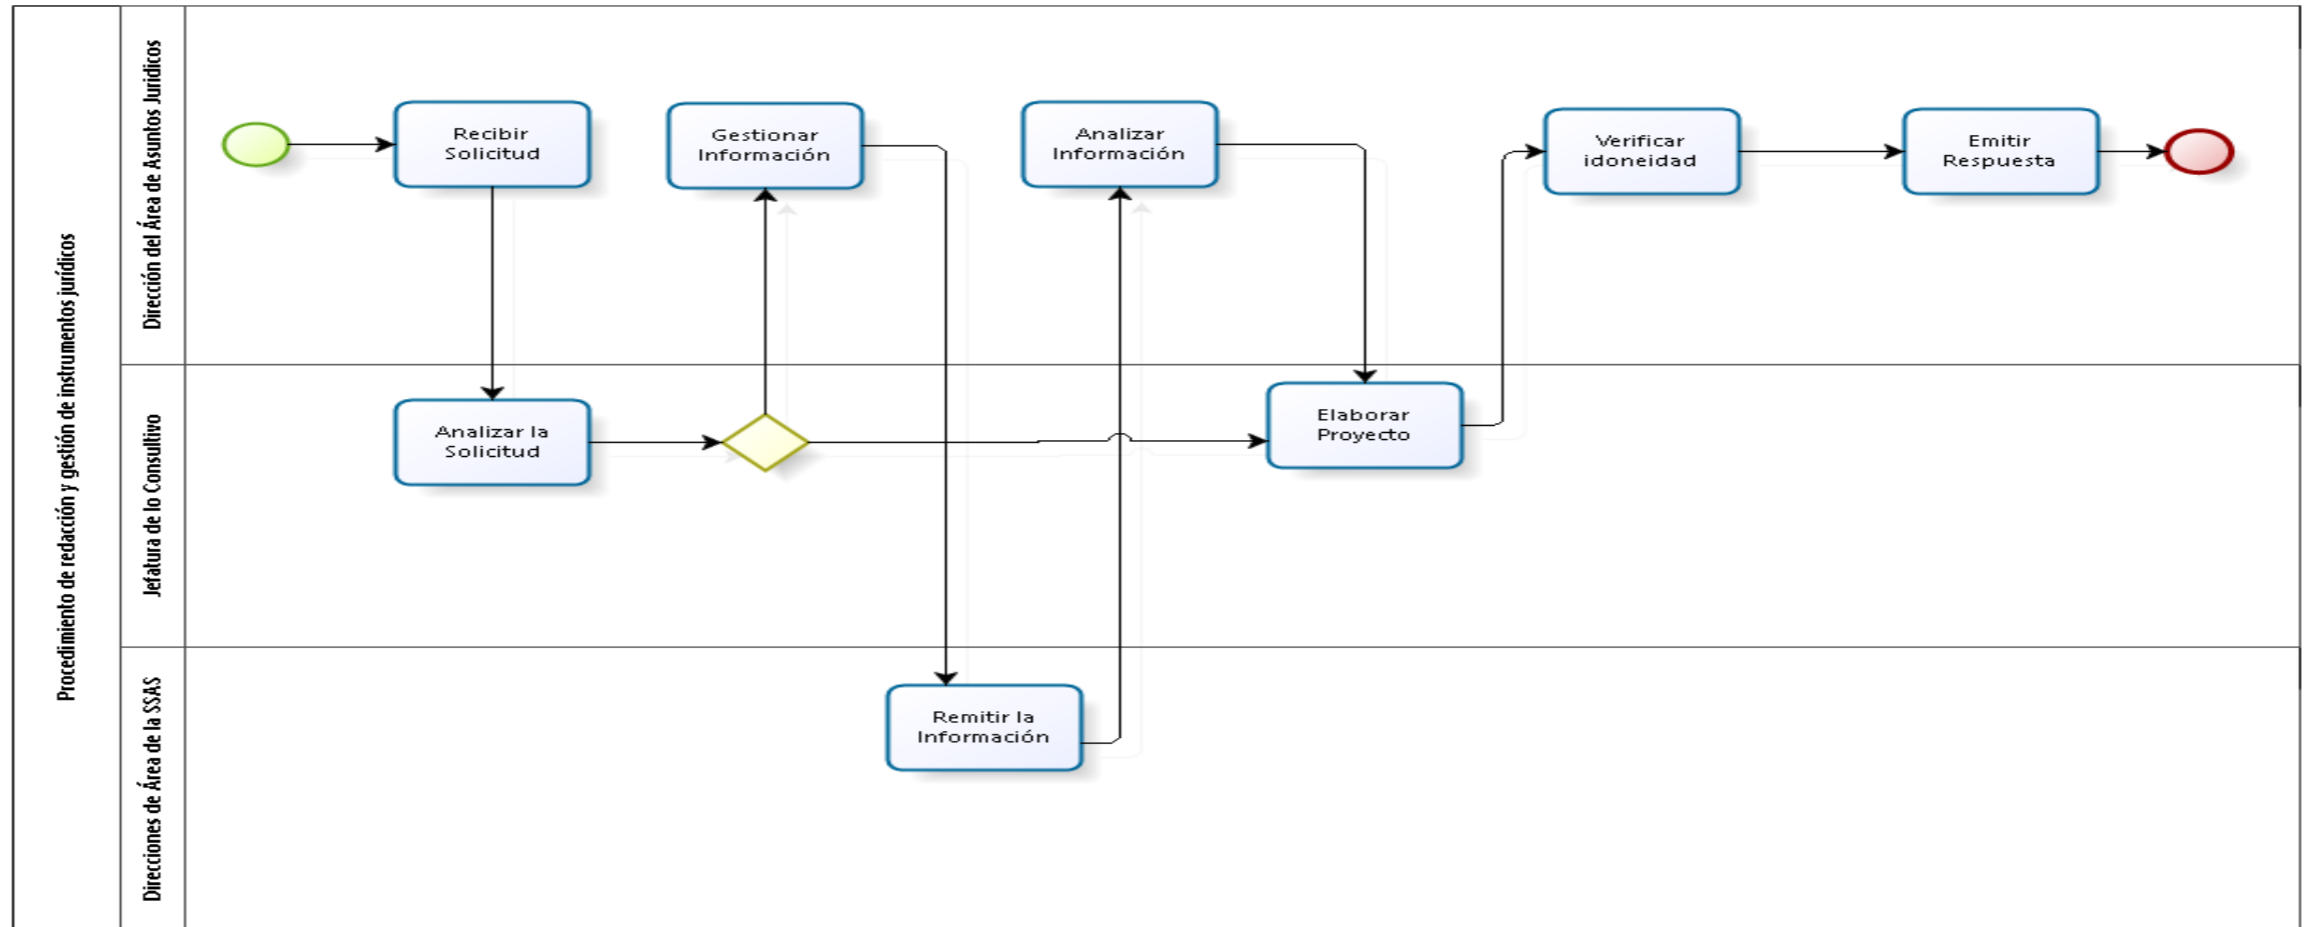 Procedimiento de redacción y gestión de instrumentos jurídicos
Dirección del Área de Asuntos Jurídicos
Recibir
Solicitud
Gestionar
Información
Analizar
Información
Verificar
idoneidad
Emitir
Respuesta
Jefatura de lo Consultivo
Analizar la
Solicitud
Elaborar
Proyecto
Direcciones de Área de la SSAS
Remitir la
Información